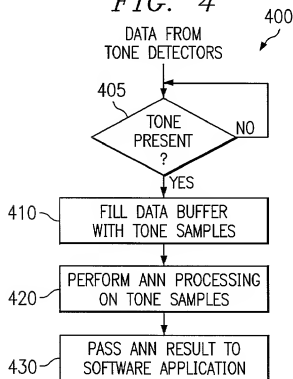 FIG. 4
400
DATA FROM
TONE DETECTORS
405
TONE
PRESENT
?
NO
YES
410
FILL DATA BUFFER
WITH TONE SAMPLES
420
PERFORM ANN PROCESSING
ON TONE SAMPLES
430
PASS ANN RESULT TO
SOFTWARE APPLICATION